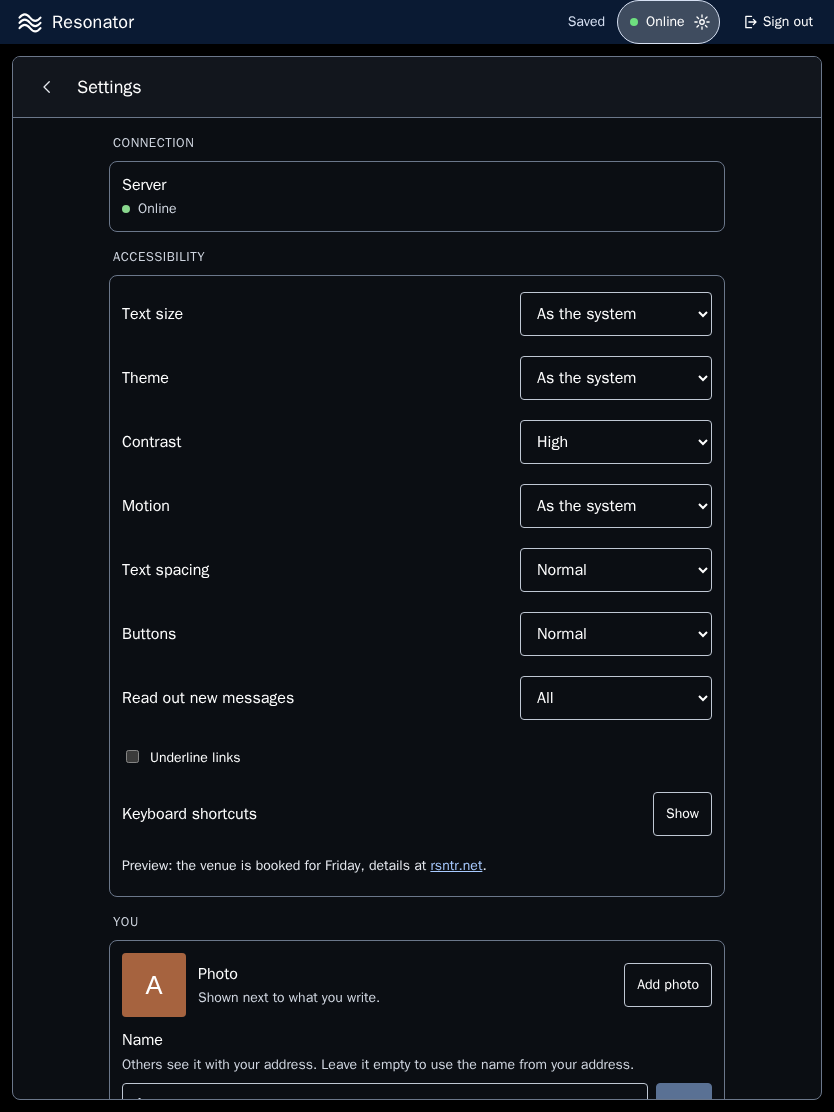 Resonator
Saved
Online
Sign out
Settings
CONNECTION
Server
Online
ACCESSIBILITY
Text size
As the system
Theme
As the system
Contrast
High
Motion
As the system
Text spacing
Normal
Buttons
Normal
Read out new messages
All
Underline links
Keyboard shortcuts
Show
Preview: the venue is booked for Friday, details at rsntr.net.
YOU
A
Photo
Shown next to what you write.
Add photo
Name
Others see it with your address. Leave it empty to use the name from your address.